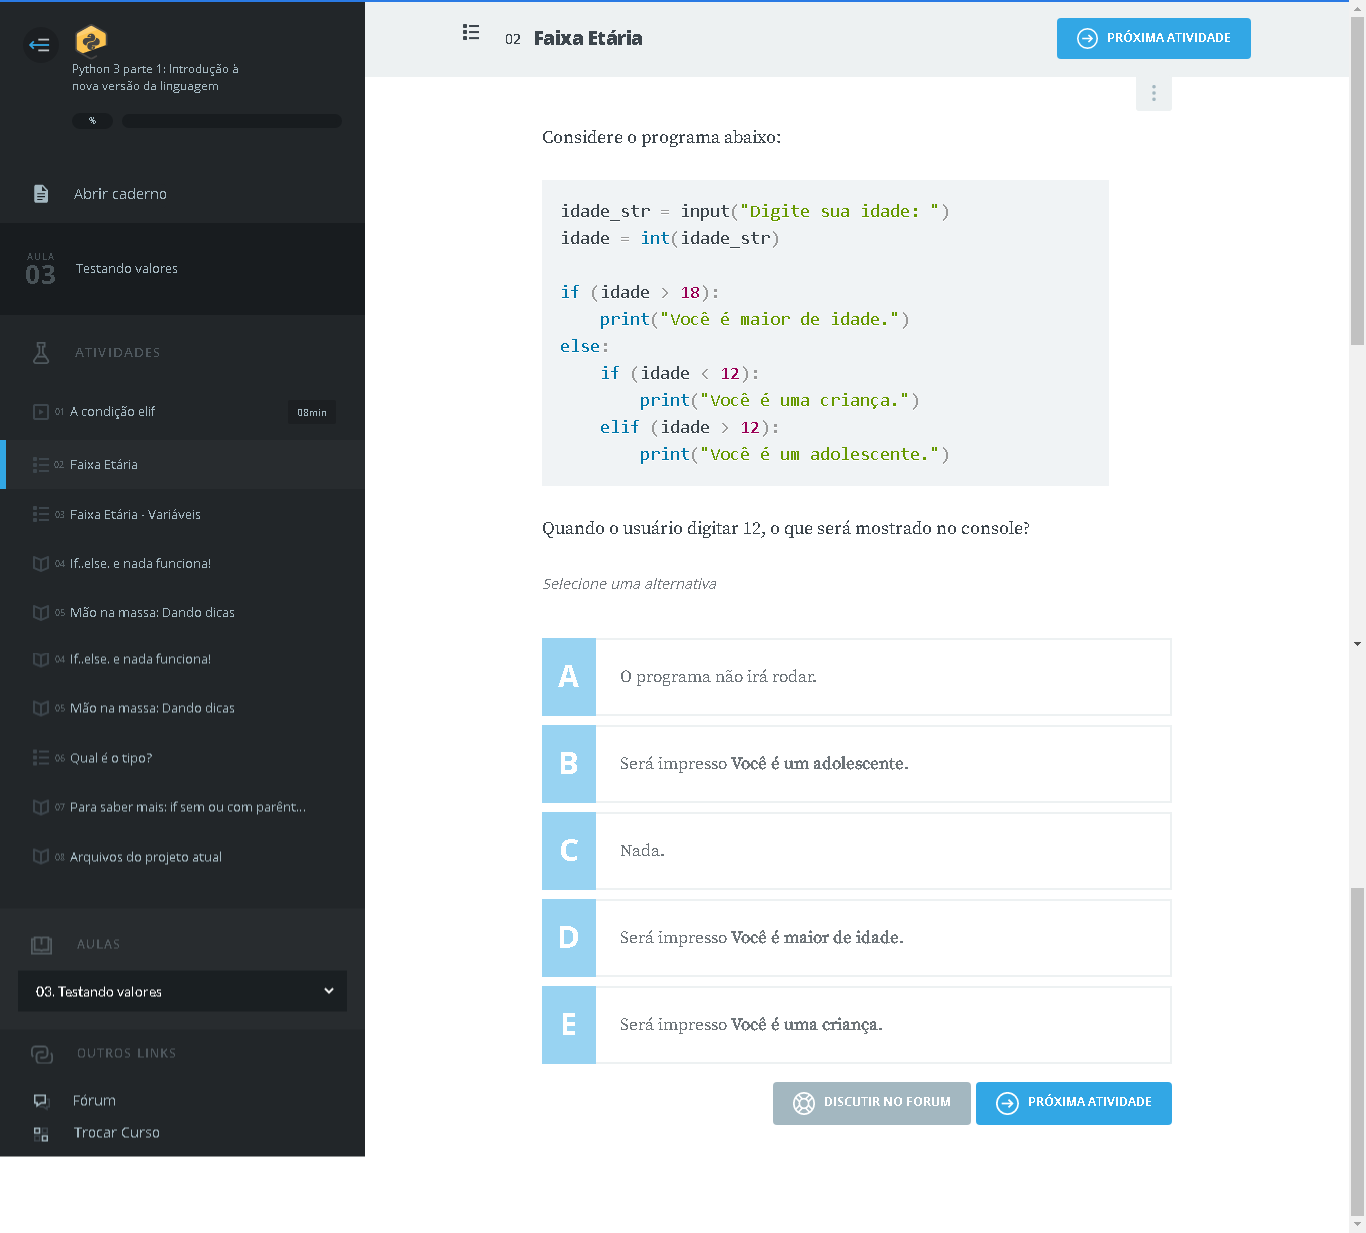 Python 3 parte 1: Introdução à
nova versão da linguagem
%
Abrir caderno
AULA
03
Testando valores
ATIVIDADES
01 A condição elif 08min
02 Faixa Etária
03 Faixa Etária - Variáveis
04 If..else. e nada funciona!
05 Mão na massa: Dando dicas
04 If..else. e nada funciona!
05 Mão na massa: Dando dicas
06 Qual é o tipo?
07 Para saber mais: if sem ou com parênt...
08 Arquivos do projeto atual
AULAS
03. Testando valores
OUTROS LINKS
Fórum
Trocar Curso
02 Faixa Etária
PRÓXIMA ATIVIDADE
Considere o programa abaixo:
idade_str = input("Digite sua idade: ")
idade = int(idade_str)
if (idade > 18):
    print("Você é maior de idade.")
else:
    if (idade < 12):
        print("Você é uma criança.")
    elif (idade > 12):
        print("Você é um adolescente.")
Quando o usuário digitar 12, o que será mostrado no console?
Selecione uma alternativa
A O programa não irá rodar.
B Será impresso Você é um adolescente.
C Nada.
D Será impresso Você é maior de idade.
E Será impresso Você é uma criança.
DISCUTIR NO FORUM
PRÓXIMA ATIVIDADE